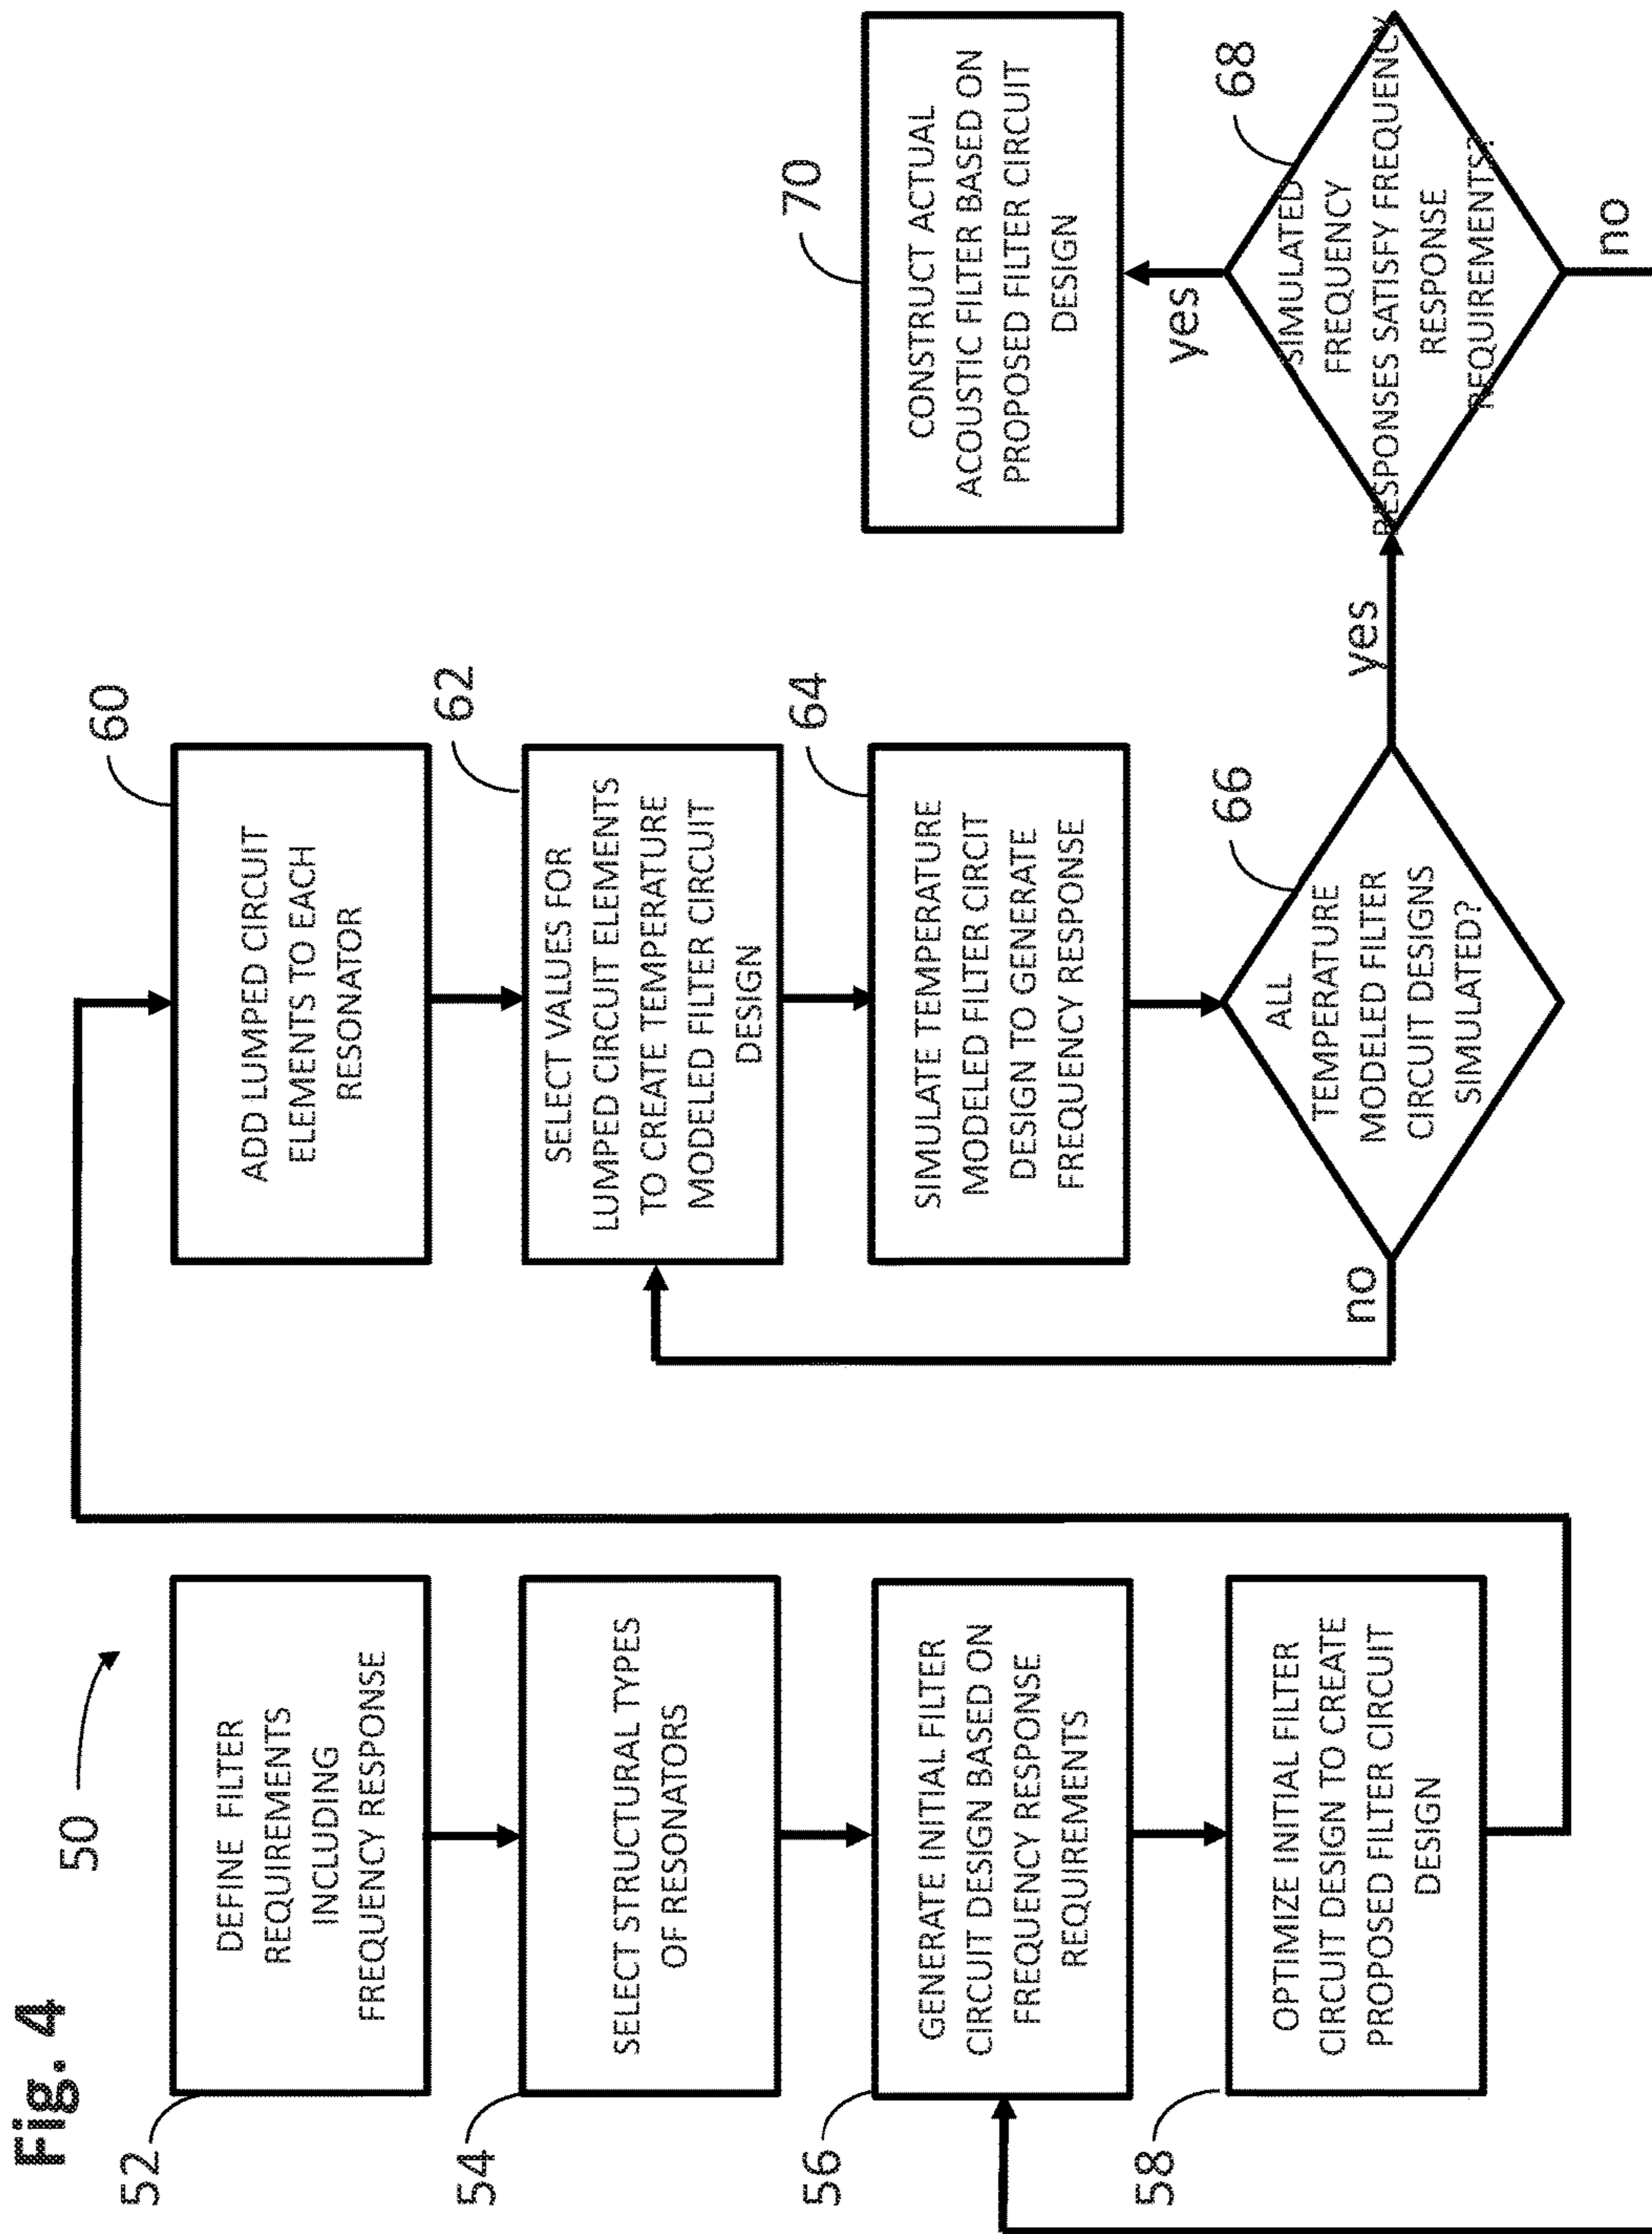 Fig. 4
50
52
DEFINE FILTER
REQUIREMENTS
INCLUDING
FREQUENCY RESPONSE
54
SELECT STRUCTURAL TYPES
OF RESONATORS
56
GENERATE INITIAL FILTER
CIRCUIT DESIGN BASED ON
FREQUENCY RESPONSE
REQUIREMENTS
58
OPTIMIZE INITIAL FILTER
CIRCUIT DESIGN TO CREATE
PROPOSED FILTER CIRCUIT
DESIGN
60
ADD LUMPED CIRCUIT
ELEMENTS TO EACH
RESONATOR
62
SELECT VALUES FOR
LUMPED CIRCUIT ELEMENTS
TO CREATE TEMPERATURE
MODELED FILTER CIRCUIT
DESIGN
64
SIMULATE TEMPERATURE
MODELED FILTER CIRCUIT
DESIGN TO GENERATE
FREQUENCY RESPONSE
66
ALL
TEMPERATURE
MODELED FILTER
CIRCUIT DESIGNS
SIMULATED?
no
yes
68
SIMULATED
FREQUENCY
RESPONSES SATISFY FREQUENCY
RESPONSE
REQUIREMENTS?
yes
no
70
CONSTRUCT ACTUAL
ACOUSTIC FILTER BASED ON
PROPOSED FILTER CIRCUIT
DESIGN